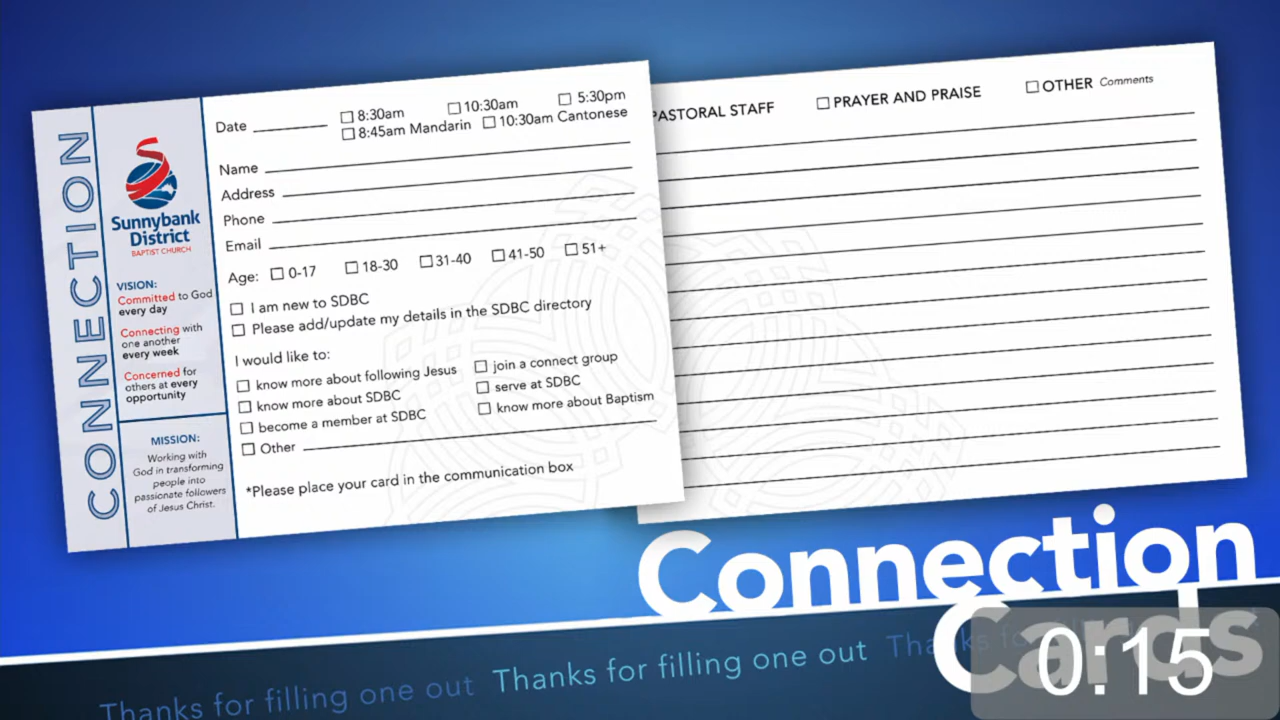 CONNECTION
Sunnybank
District
BAPTIST CHURCH
VISION:
Committed to God
every day
Connecting with
one another
every week
Concerned for
others at every
opportunity
MISSION:
Working with
God in transforming
people into
passionate followers
of Jesus Christ.
Date ☐ 8:30am ☐ 10:30am ☐ 5:30pm
☐ 8:45am Mandarin ☐ 10:30am Cantonese
Name
Address
Phone
Email
Age: ☐ 0-17 ☐ 18-30 ☐ 31-40 ☐ 41-50 ☐ 51+
☐ I am new to SDBC
☐ Please add/update my details in the SDBC directory
I would like to:
☐ know more about following Jesus ☐ join a connect group
☐ know more about SDBC ☐ serve at SDBC
☐ become a member at SDBC ☐ know more about Baptism
☐ Other
*Please place your card in the communication box
PASTORAL STAFF ☐ PRAYER AND PRAISE ☐ OTHER Comments
Connection
Cards
0:15
Thanks for filling one out Thanks for filling one out Thanks fo